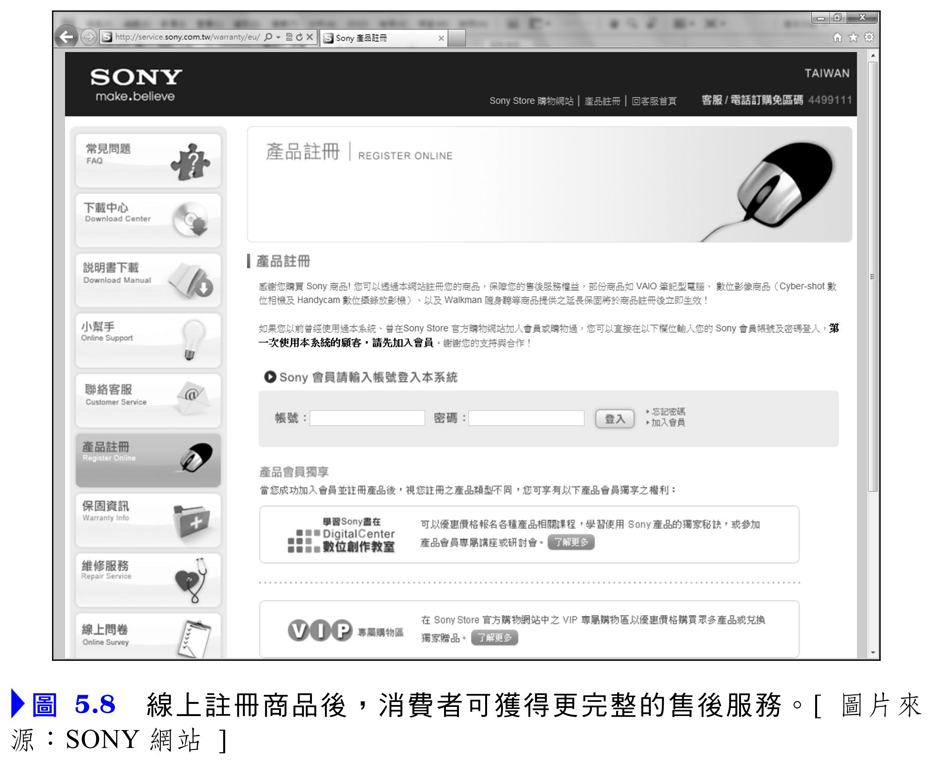 http://service.sony.com.tw/warranty/eu/
Sony 產品註冊
SONY
make.believe
TAIWAN
Sony Store 購物網站 | 產品註冊 | 回客服首頁
客服 / 電話訂購免區碼 4499111
常見問題
FAQ
下載中心
Download Center
說明書下載
Download Manual
小幫手
Online Support
聯絡客服
Customer Service
產品註冊
Register Online
保固資訊
Warranty Info
維修服務
Repair Service
線上問卷
Online Survey
產品註冊 | REGISTER ONLINE
產品註冊
感謝您購買 Sony 商品! 您可以透過本網站註冊您的商品，保障您的售後服務權益，部份商品如 VAIO 筆記型電腦、 數位影像商品（Cyber-shot 數
位相機及 Handycam 數位攝錄放影機）、以及 Walkman 隨身聽等商品提供之延長保固將於商品註冊後立即生效！
如果您以前曾經使用過本系統、曾在Sony Store 官方購物網站加入會員或購物過，您可以直接在以下欄位輸入您的 Sony 會員帳號及密碼登入，第
一次使用本系統的顧客，請先加入會員。謝謝您的支持與合作！
Sony 會員請輸入帳號登入本系統
帳號：
密碼：
登入
忘記密碼
加入會員
產品會員獨享
當您成功加入會員並註冊產品後，視您註冊之產品類型不同，您可享有以下產品會員獨享之權利：
學習Sony盡在
DigitalCenter
數位創作教室
可以優惠價格報名各種產品相關課程，學習使用 Sony 產品的獨家秘訣，或參加
產品會員專屬講座或研討會。 了解更多
VIP 專屬購物區
在 Sony Store 官方購物網站中之 VIP 專屬購物區以優惠價格購買眾多產品或兌換
獨家贈品。 了解更多
圖 5.8 線上註冊商品後，消費者可獲得更完整的售後服務。[ 圖片來
源：SONY 網站 ]